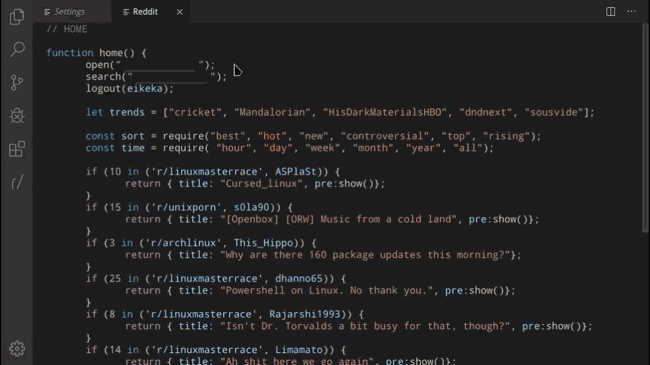 Settings
Reddit
// HOME
function home() {
open("____________ ");
search("____________ ");
logout(eikeka);
let trends = ["cricket", "Mandalorian", "HisDarkMaterialsHBO", "dndnext", "sousvide"];
const sort = require("best", "hot", "new", "controversial", "top", "rising");
const time = require( "hour", "day", "week", "month", "year", "all");
if (10 in ('r/linuxmasterrace', ASPlaSt)) {
return { title: "Cursed_linux", pre:show()};
}
if (15 in ('r/unixporn', s0la90)) {
return { title: "[Openbox] [ORW] Music from a cold land", pre:show()};
}
if (3 in ('r/archlinux', This_Hippo)) {
return { title: "Why are there 160 package updates this morning?"};
}
if (25 in ('r/linuxmasterrace', dhanno65)) {
return { title: "Powershell on Linux. No thank you.", pre:show()};
}
if (8 in ('r/linuxmasterrace', Rajarshi1993)) {
return { title: "Isn't Dr. Torvalds a bit busy for that, though?", pre:show()};
}
if (14 in ('r/linuxmasterrace', Limamato)) {
return { title: "Ah shit here we go again", pre:show()};
r/